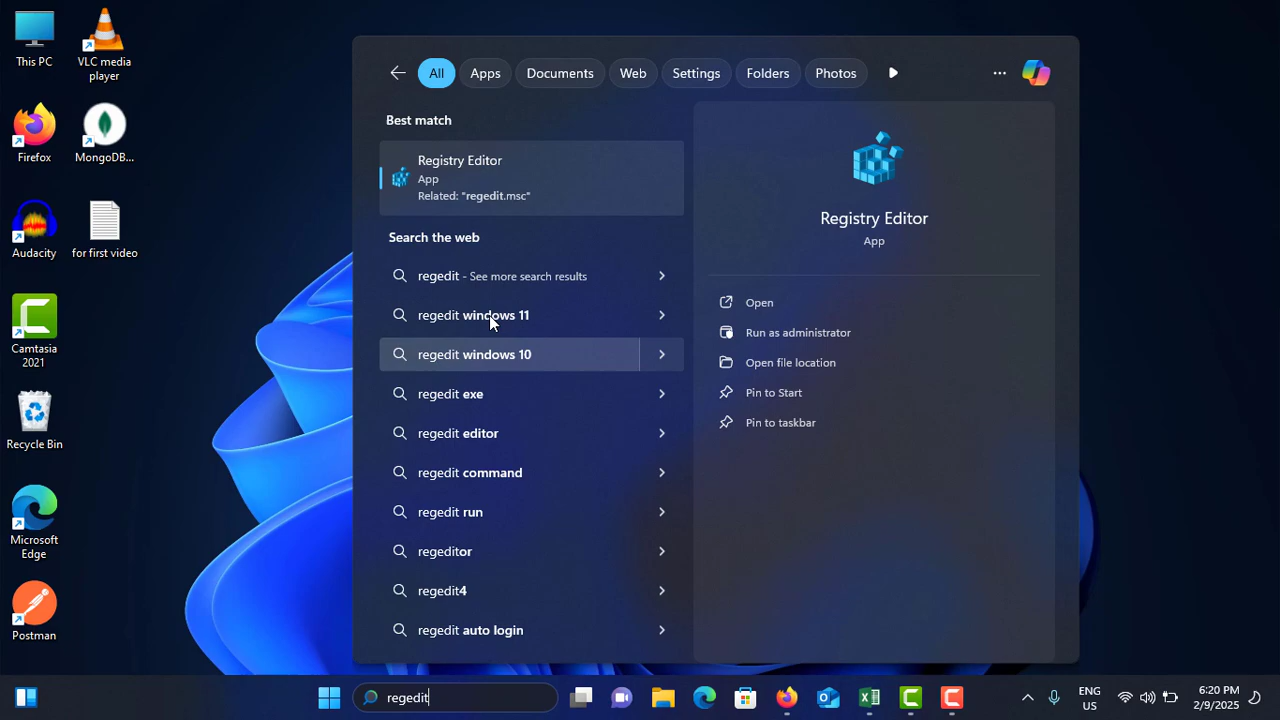 This PC
VLC media
player
Firefox
MongoDB...
Audacity
for first video
Camtasia
2021
Recycle Bin
Microsoft
Edge
Postman
All
Apps
Documents
Web
Settings
Folders
Photos
Best match
Registry Editor
App
Related: "regedit.msc"
Search the web
regedit - See more search results
regedit windows 11
regedit windows 10
regedit exe
regedit editor
regedit command
regedit run
regeditor
regedit4
regedit auto login
Registry Editor
App
Open
Run as administrator
Open file location
Pin to Start
Pin to taskbar
regedit
ENG
US
6:20 PM
2/9/2025